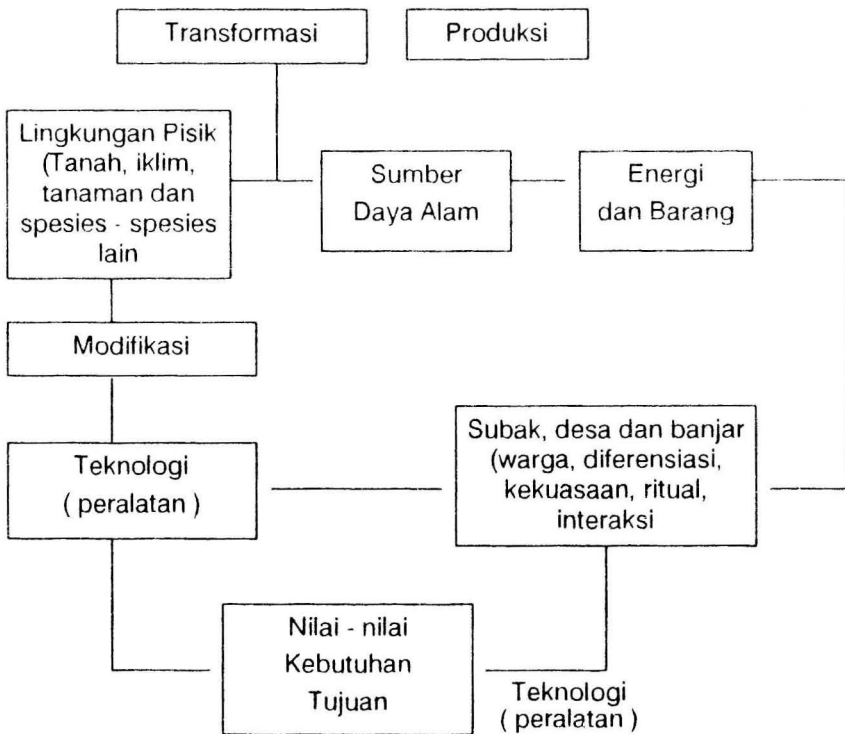 Transformasi
Produksi
Lingkungan Pisik
(Tanah, iklim,
tanaman dan
spesies - spesies
lain
Sumber
Daya Alam
Energi
dan Barang
Modifikasi
Teknologi
( peralatan )
Subak, desa dan banjar
(warga, diferensiasi,
kekuasaan, ritual,
interaksi
Nilai - nilai
Kebutuhan
Tujuan
Teknologi
( peralatan )